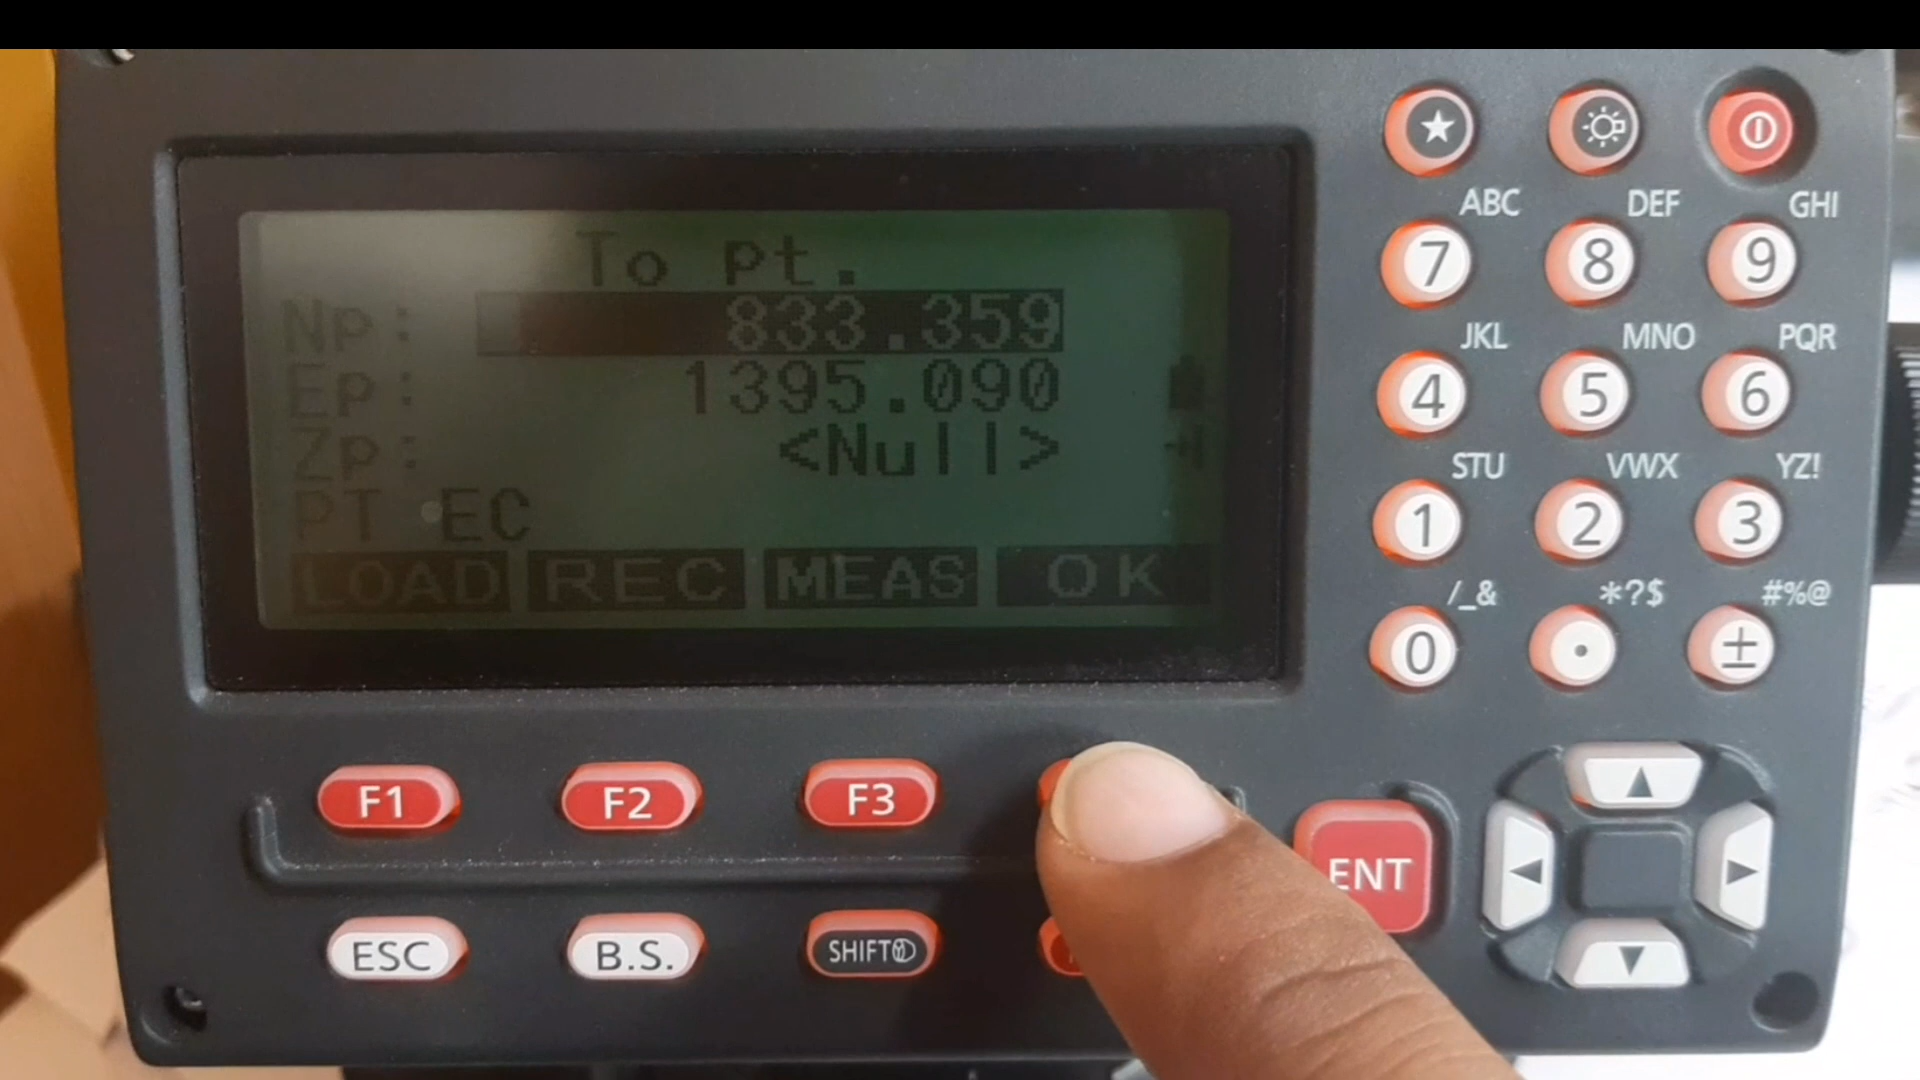 To pt.
Np: 833.359
Ep: 1395.090
Zp: <Null>
PT EC
LOAD REC MEAS OK
ABC DEF GHI
7 8 9
JKL MNO PQR
4 5 6
STU VWX YZ!
1 2 3
/_& *?$ #%@
0 . ±
F1 F2 F3
ENT
ESC B.S. SHIFT